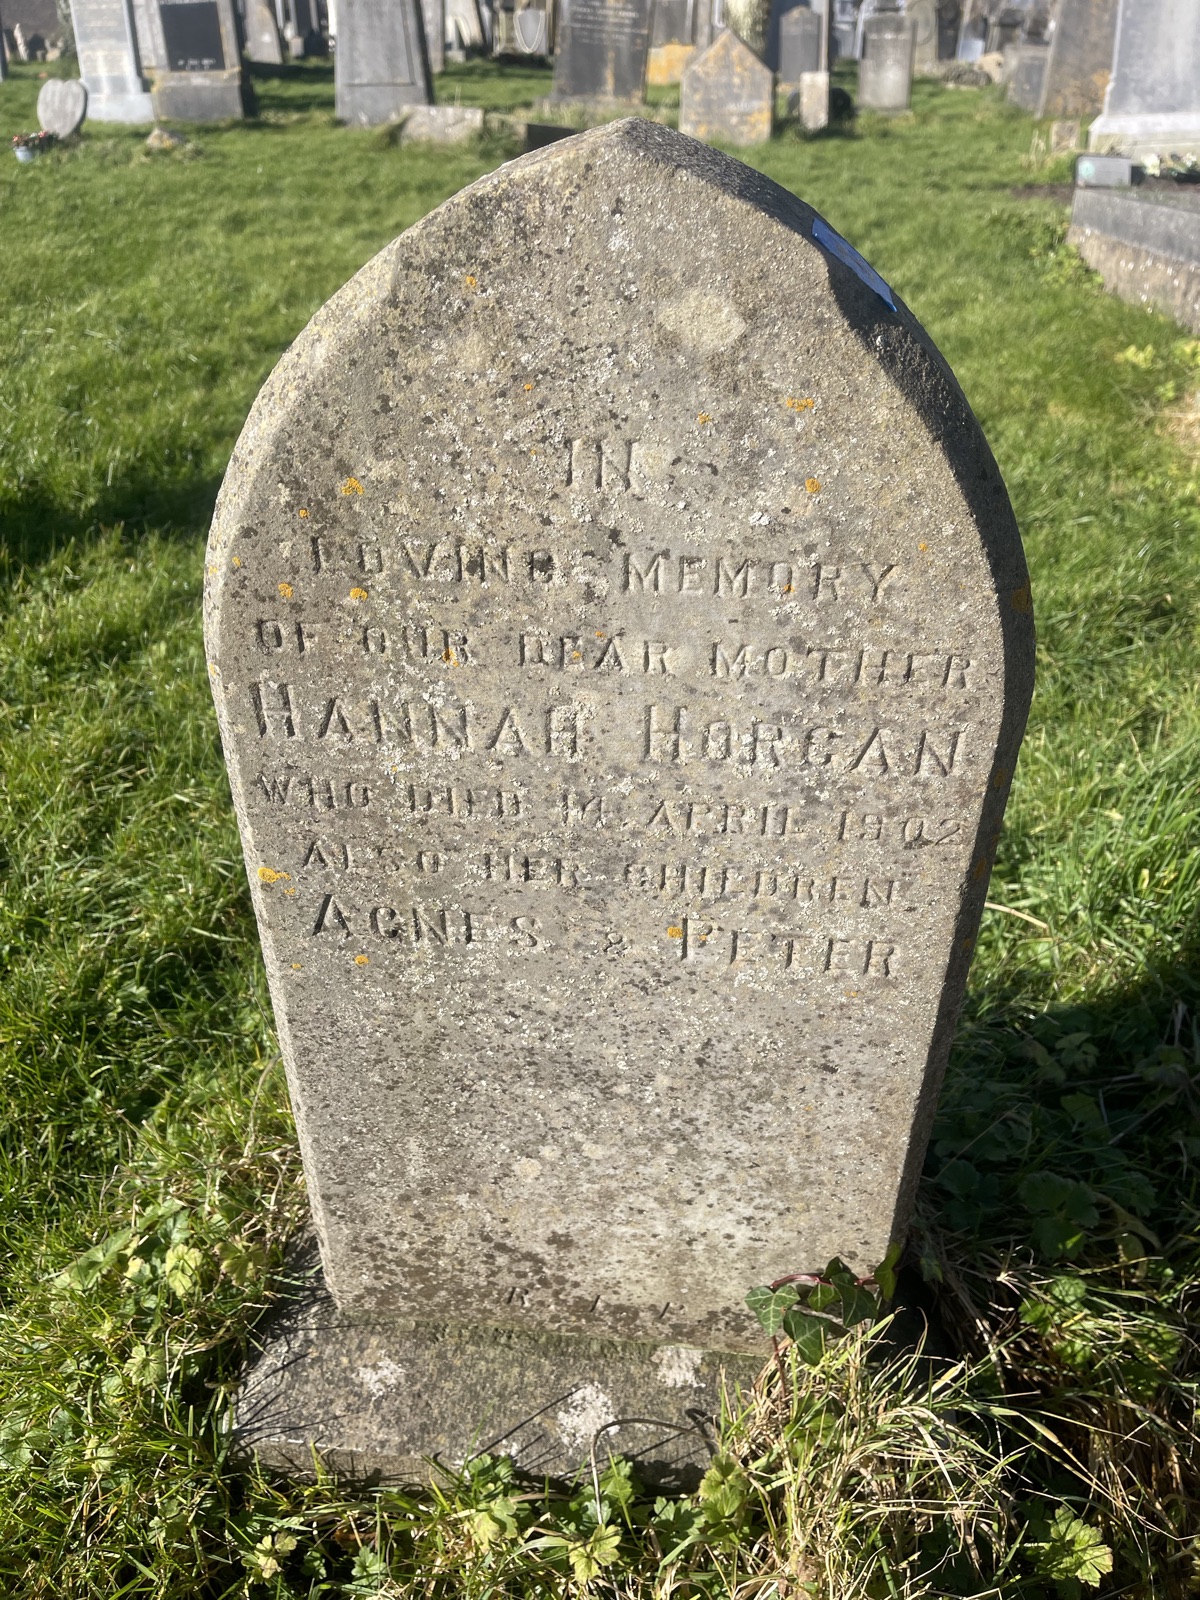 IN
LOVING MEMORY
OF OUR DEAR MOTHER
HANNAH HORGAN
WHO DIED 14 APRIL 1902
ALSO HER CHILDREN
AGNES & PETER
R. I. P.